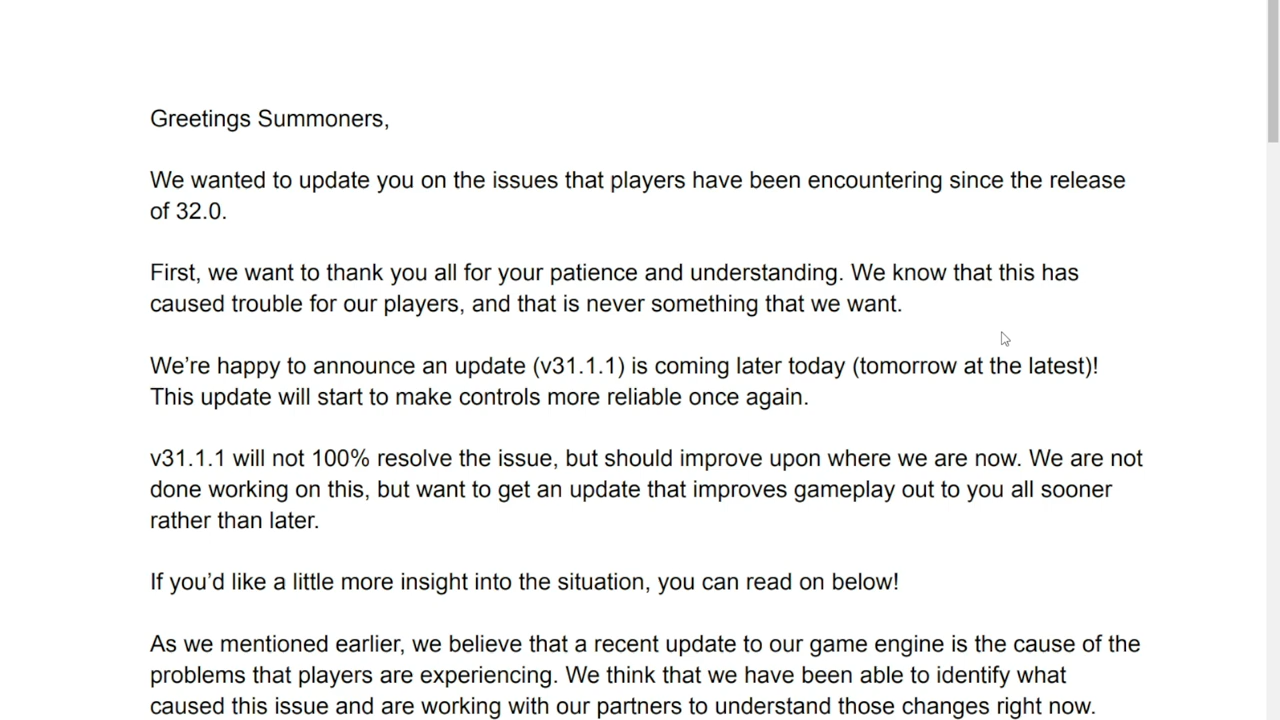 Greetings Summoners,
We wanted to update you on the issues that players have been encountering since the release
of 32.0.
First, we want to thank you all for your patience and understanding. We know that this has
caused trouble for our players, and that is never something that we want.
We’re happy to announce an update (v31.1.1) is coming later today (tomorrow at the latest)!
This update will start to make controls more reliable once again.
v31.1.1 will not 100% resolve the issue, but should improve upon where we are now. We are not
done working on this, but want to get an update that improves gameplay out to you all sooner
rather than later.
If you’d like a little more insight into the situation, you can read on below!
As we mentioned earlier, we believe that a recent update to our game engine is the cause of the
problems that players are experiencing. We think that we have been able to identify what
caused this issue and are working with our partners to understand those changes right now.